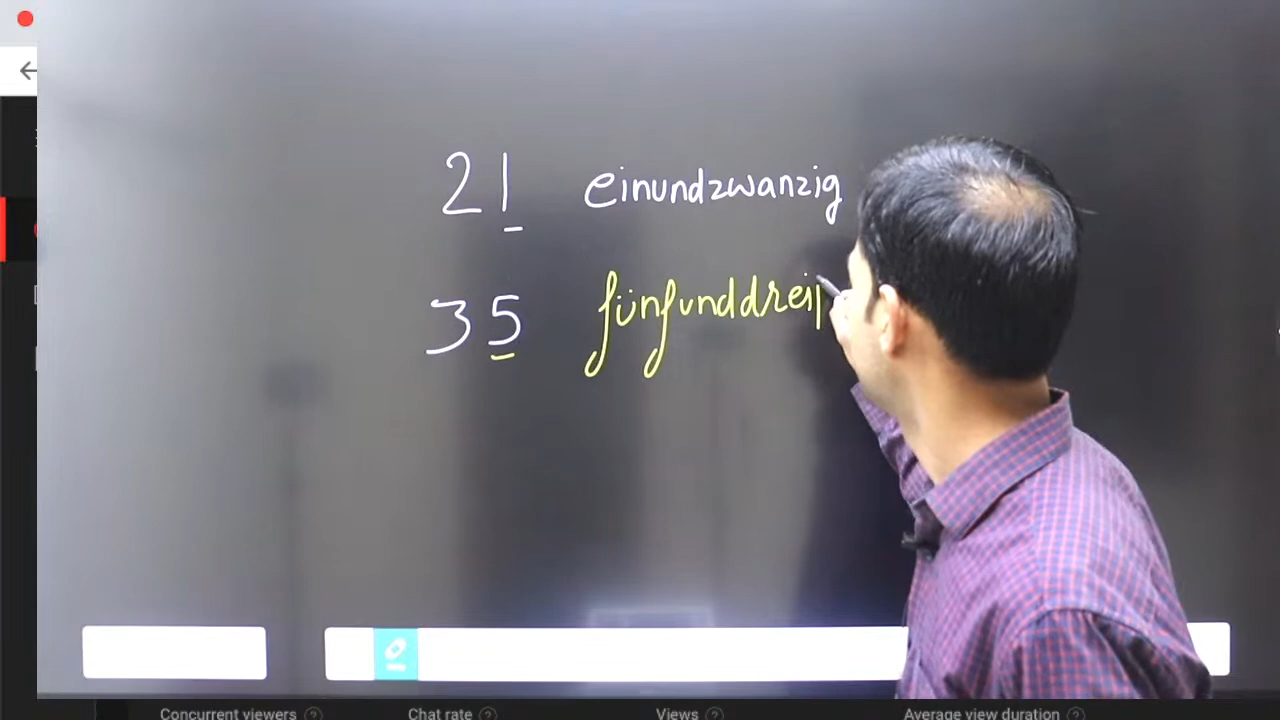 21 einundzwanzig
35 fünfunddrei
Concurrent viewers ? Chat rate ? Views ? Average view duration ?